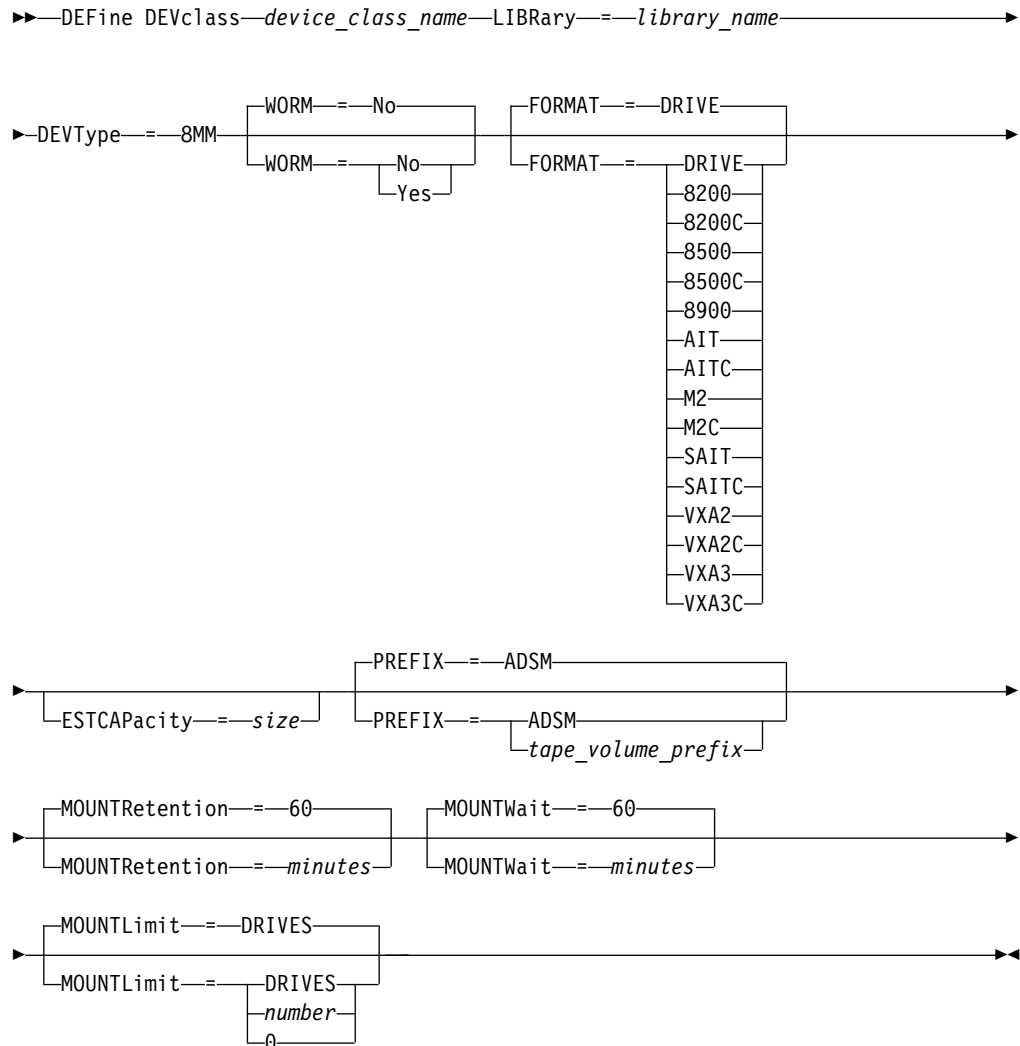 DEFine DEVclass device_class_name LIBRary = library_name
WORM = No FORMAT = DRIVE
DEVType = 8MM
WORM = No FORMAT = DRIVE
Yes 8200
8200C
8500
8500C
8900
AIT
AITC
M2
M2C
SAIT
SAITC
VXA2
VXA2C
VXA3
VXA3C
PREFIX = ADSM
ESTCAPacity = size PREFIX = ADSM
tape_volume_prefix
MOUNTRetention = 60 MOUNTWait = 60
MOUNTRetention = minutes MOUNTWait = minutes
MOUNTLimit = DRIVES
MOUNTLimit = DRIVES
number
0